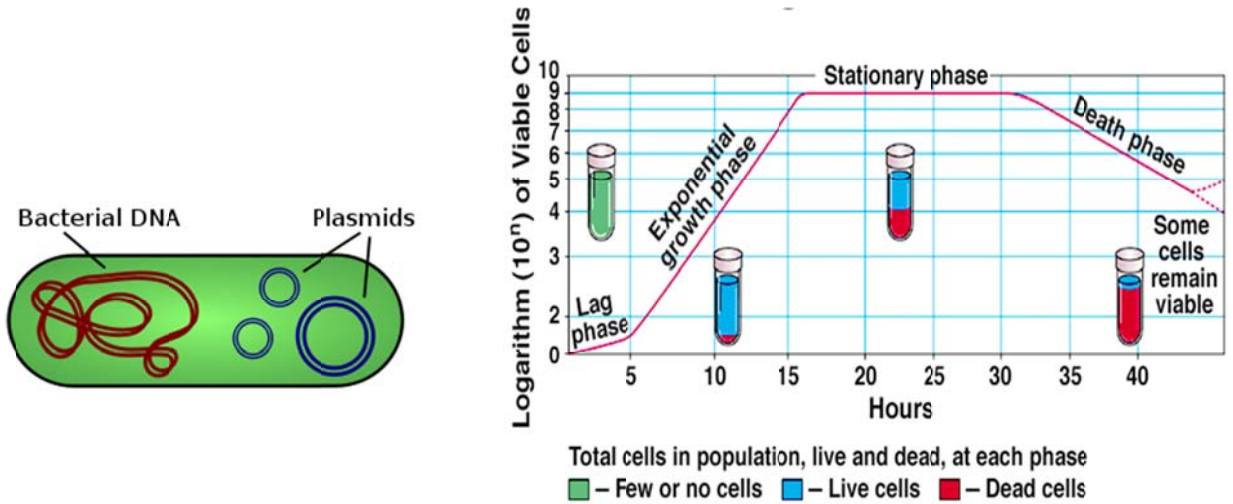 Bacterial DNA
Plasmids
Logarithm (10ⁿ) of Viable Cells
10
9
8
7
6
5
4
3
2
0
Lag
phase
Exponential
growth phase
Stationary phase
Death phase
Some
cells
remain
viable
5 10 15 20 25 30 35 40
Hours
Total cells in population, live and dead, at each phase
– Few or no cells – Live cells – Dead cells